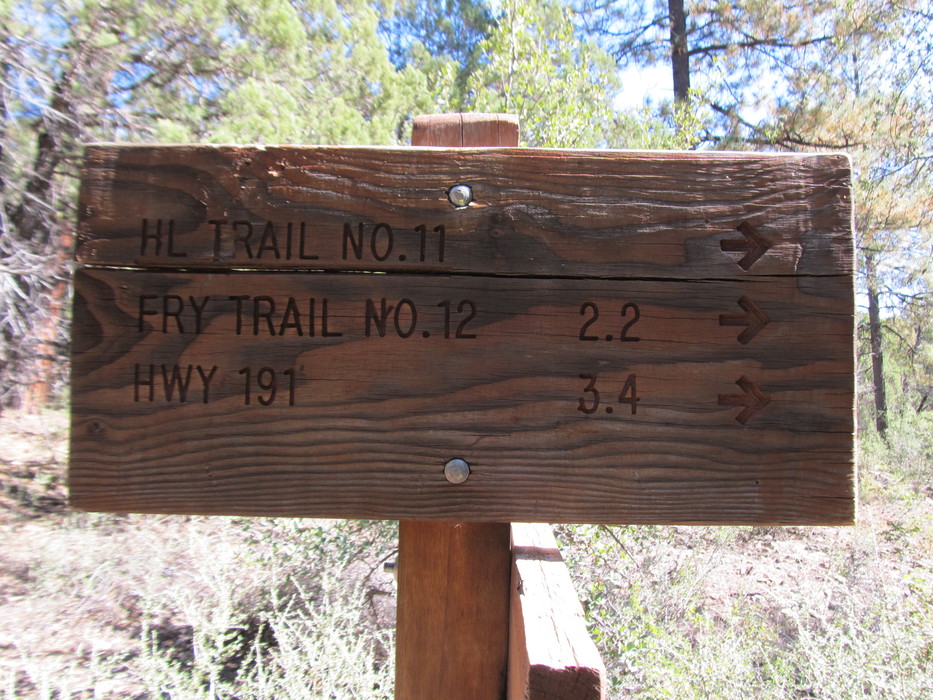 HL TRAIL NO.11 →
FRY TRAIL NO.12 2.2 →
HWY 191 3.4 →